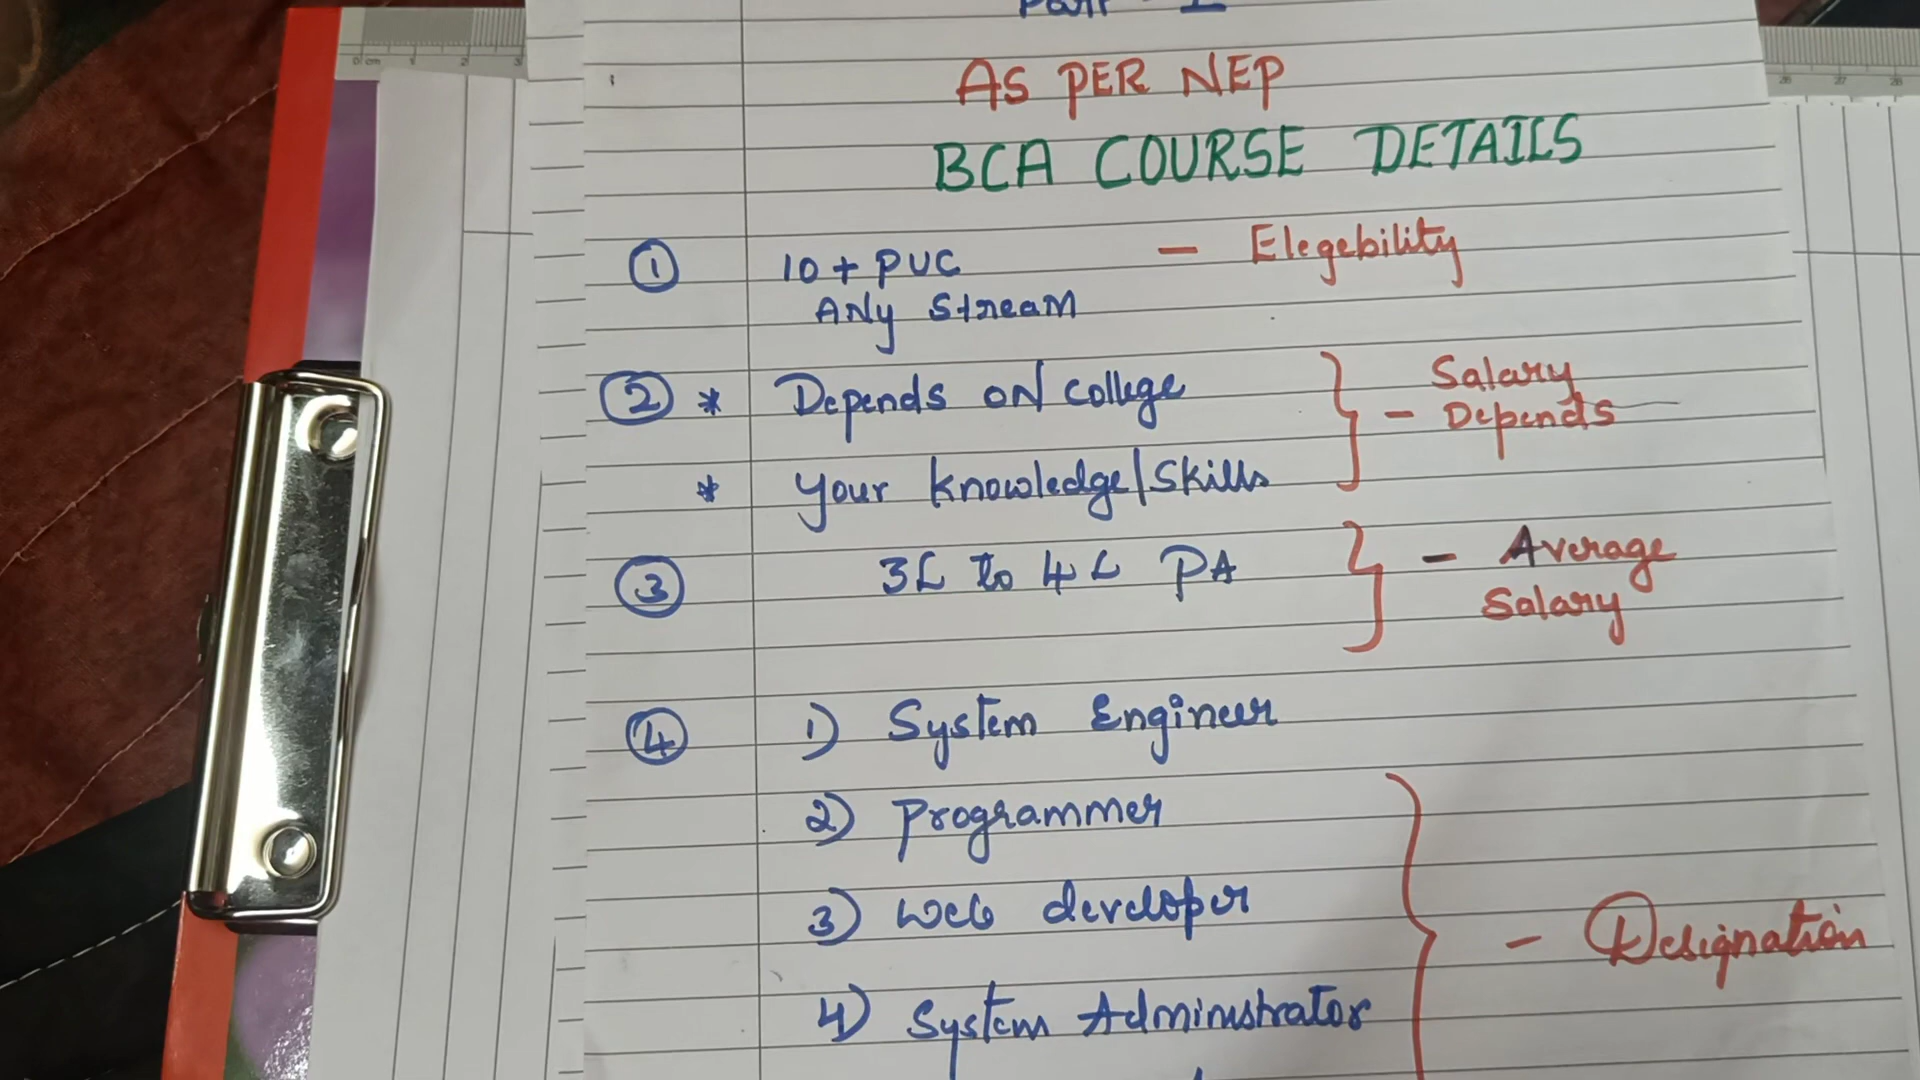 Part - I
AS PER NEP
BCA COURSE DETAILS
① 10 + PUC - Elegebility
ANy Stream
② * Depends ON College - Salary Depends
* Your knowledge/Skills
③ 3L to 4L PA - Average Salary
④ 1) System Engineer
2) Programmer
3) Web developer - Designation
4) System Adminstrator